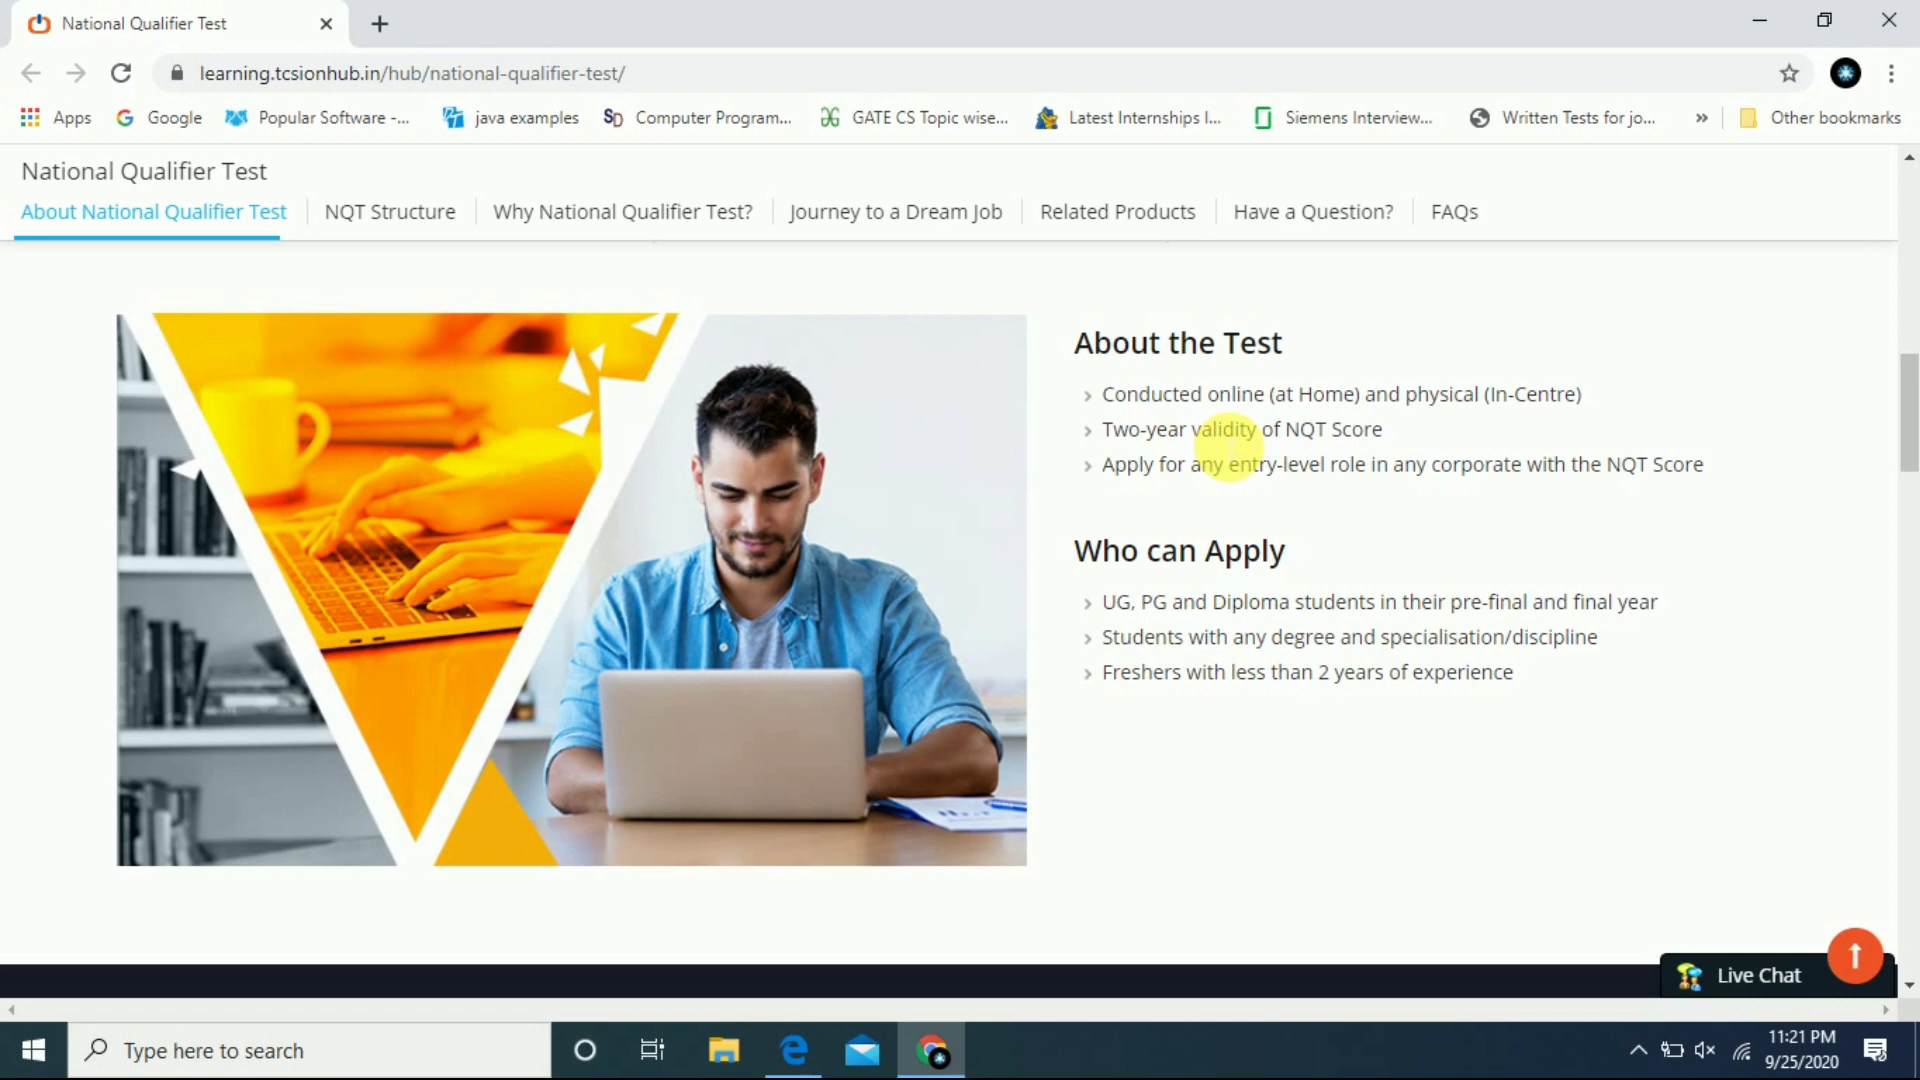 National Qualifier Test
learning.tcsionhub.in/hub/national-qualifier-test/
Apps Google Popular Software -... java examples Computer Program... GATE CS Topic wise... Latest Internships I... Siemens Interview... Written Tests for jo... » Other bookmarks
National Qualifier Test
About National Qualifier Test NQT Structure Why National Qualifier Test? Journey to a Dream Job Related Products Have a Question? FAQs
About the Test
Conducted online (at Home) and physical (In-Centre)
Two-year validity of NQT Score
Apply for any entry-level role in any corporate with the NQT Score
Who can Apply
UG, PG and Diploma students in their pre-final and final year
Students with any degree and specialisation/discipline
Freshers with less than 2 years of experience
Live Chat
Type here to search
11:21 PM
9/25/2020